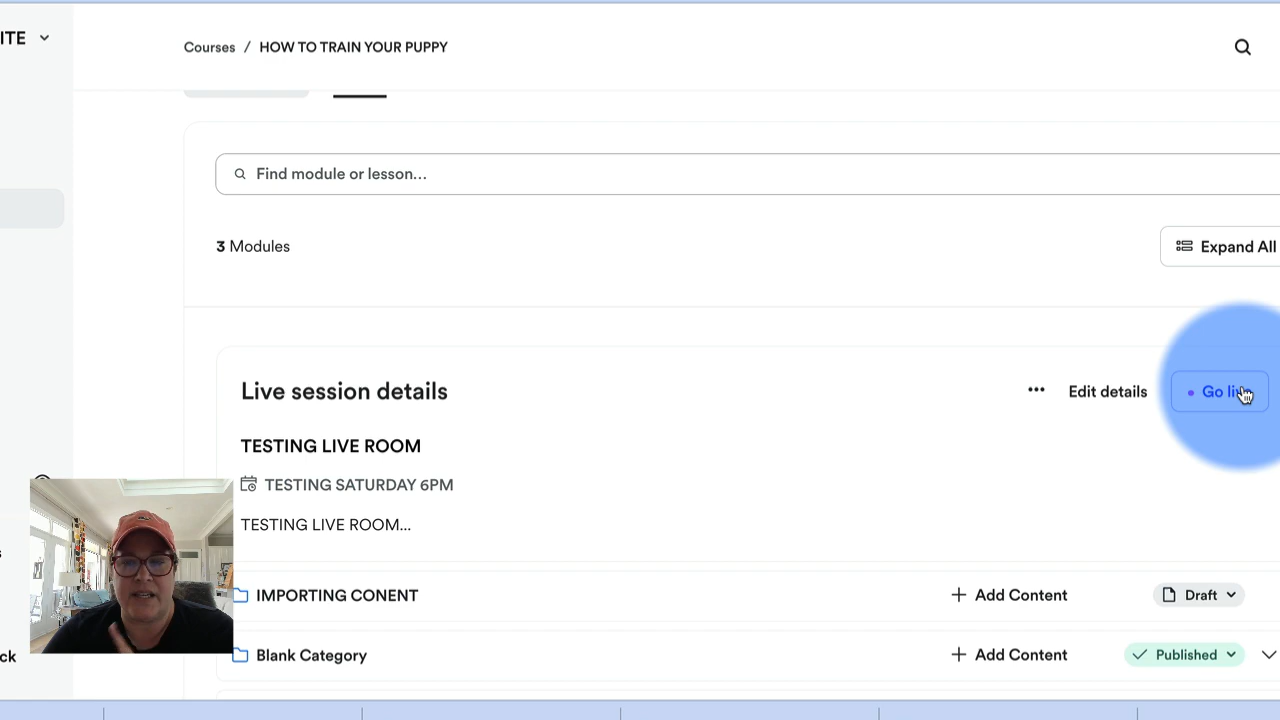 ITE
Courses / HOW TO TRAIN YOUR PUPPY
Find module or lesson...
3 Modules
Expand All
Live session details
Edit details
Go live
TESTING LIVE ROOM
TESTING SATURDAY 6PM
TESTING LIVE ROOM...
IMPORTING CONENT
+ Add Content
Draft
ck
Blank Category
+ Add Content
Published